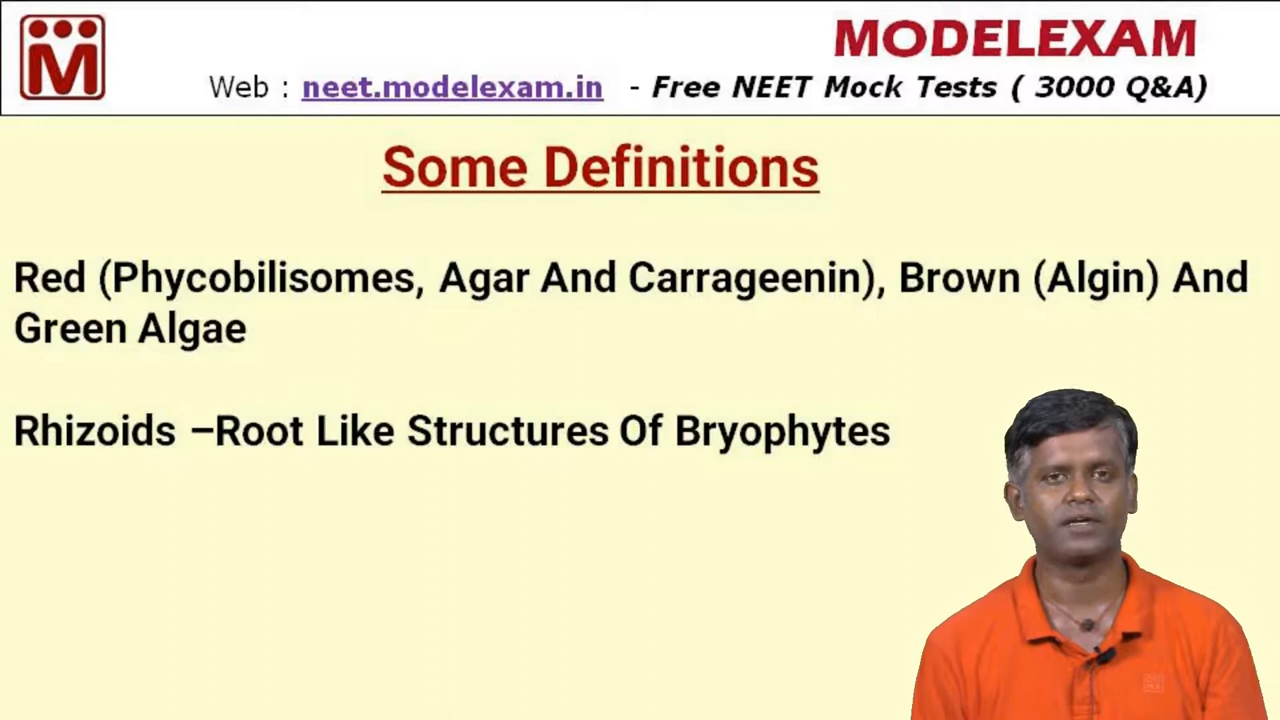 M
MODELEXAM
Web : neet.modelexam.in - Free NEET Mock Tests ( 3000 Q&A)
Some Definitions
Red (Phycobilisomes, Agar And Carrageenin), Brown (Algin) And
Green Algae
Rhizoids –Root Like Structures Of Bryophytes